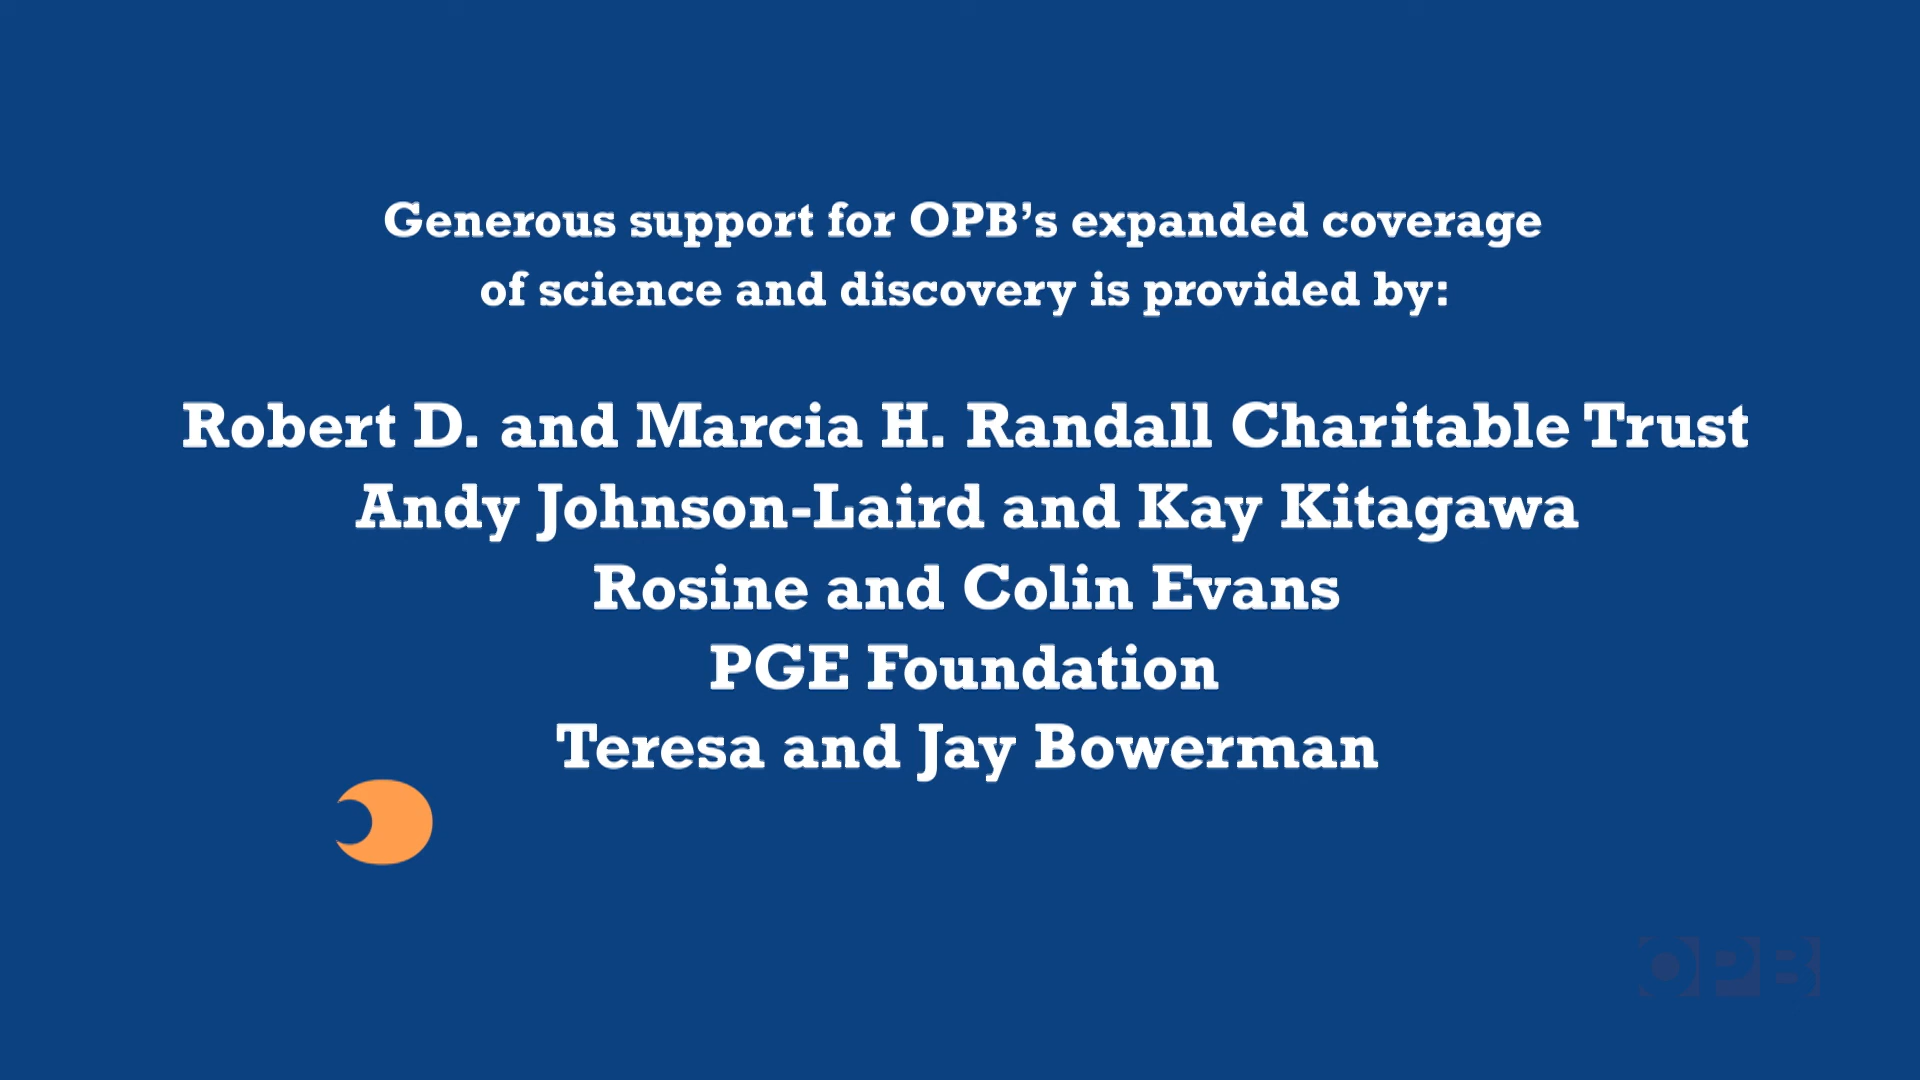 Generous support for OPB’s expanded coverage
of science and discovery is provided by:
Robert D. and Marcia H. Randall Charitable Trust
Andy Johnson-Laird and Kay Kitagawa
Rosine and Colin Evans
PGE Foundation
Teresa and Jay Bowerman
OPB